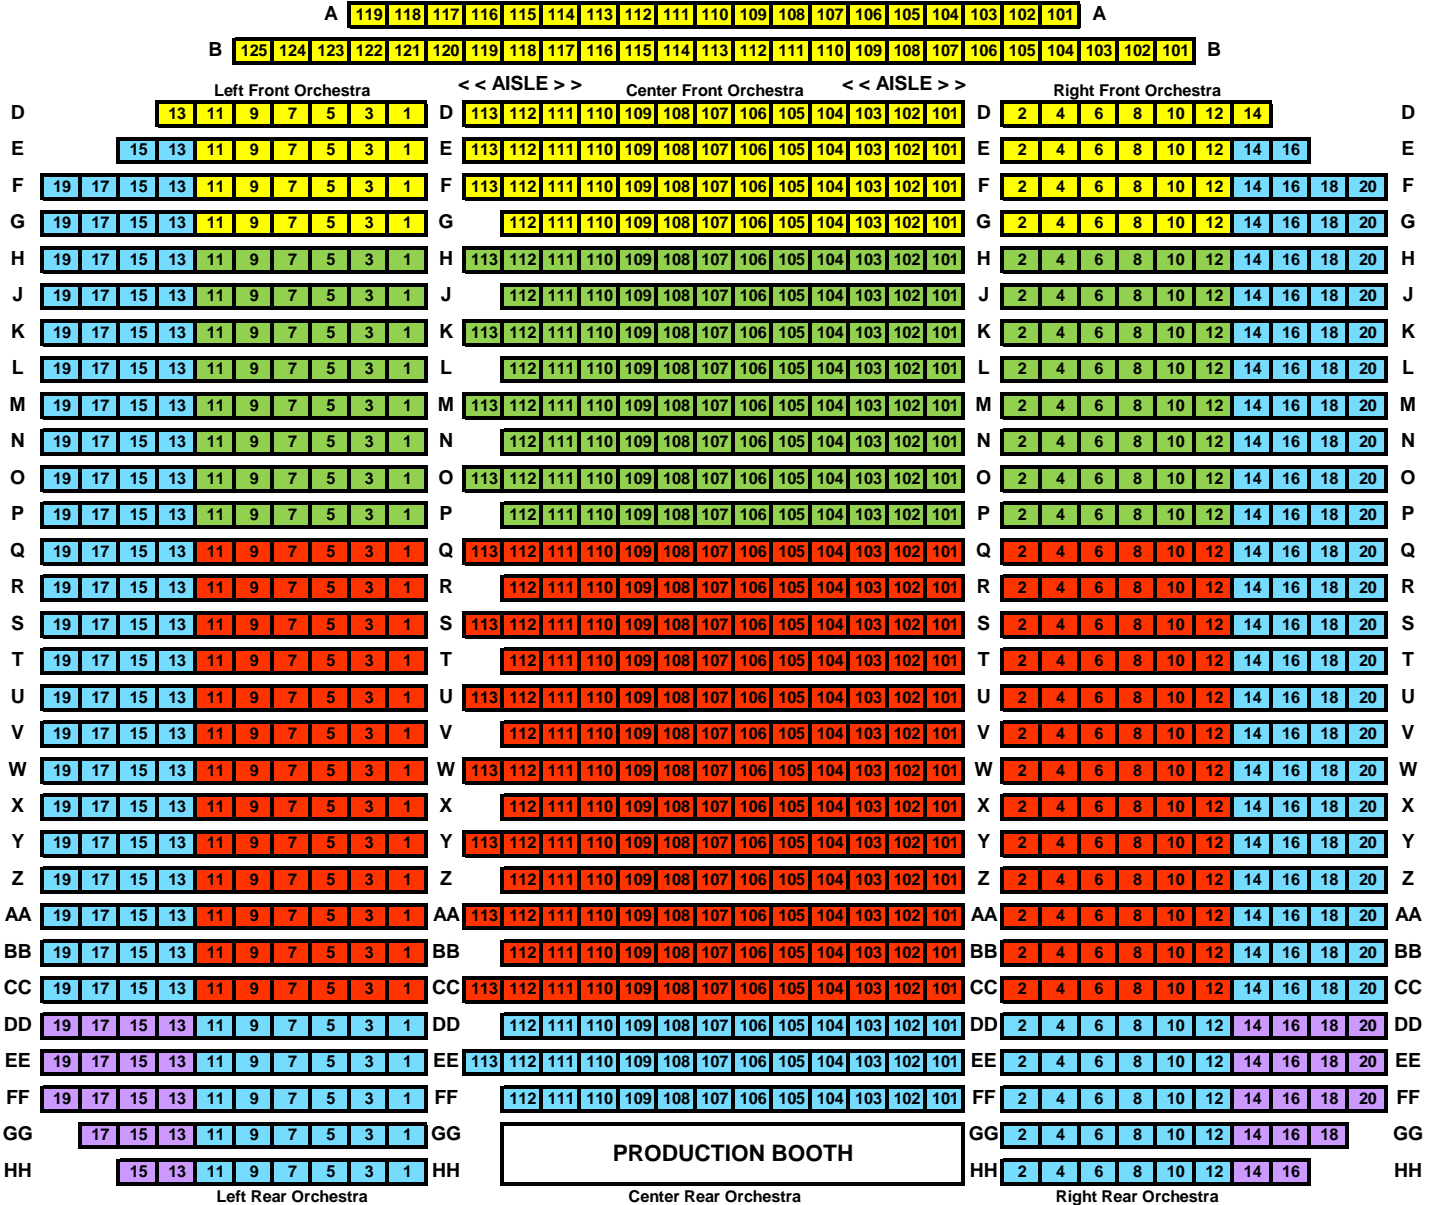 A 119 118 117 116 115 114 113 112 111 110 109 108 107 106 105 104 103 102 101 A
B 125 124 123 122 121 120 119 118 117 116 115 114 113 112 111 110 109 108 107 106 105 104 103 102 101 B
Left Front Orchestra << AISLE >> Center Front Orchestra << AISLE >> Right Front Orchestra
D 13 11 9 7 5 3 1 D 113 112 111 110 109 108 107 106 105 104 103 102 101 D 2 4 6 8 10 12 14 D
E 15 13 11 9 7 5 3 1 E 113 112 111 110 109 108 107 106 105 104 103 102 101 E 2 4 6 8 10 12 14 16 E
F 19 17 15 13 11 9 7 5 3 1 F 113 112 111 110 109 108 107 106 105 104 103 102 101 F 2 4 6 8 10 12 14 16 18 20 F
G 19 17 15 13 11 9 7 5 3 1 G 112 111 110 109 108 107 106 105 104 103 102 101 G 2 4 6 8 10 12 14 16 18 20 G
H 19 17 15 13 11 9 7 5 3 1 H 113 112 111 110 109 108 107 106 105 104 103 102 101 H 2 4 6 8 10 12 14 16 18 20 H
J 19 17 15 13 11 9 7 5 3 1 J 112 111 110 109 108 107 106 105 104 103 102 101 J 2 4 6 8 10 12 14 16 18 20 J
K 19 17 15 13 11 9 7 5 3 1 K 113 112 111 110 109 108 107 106 105 104 103 102 101 K 2 4 6 8 10 12 14 16 18 20 K
L 19 17 15 13 11 9 7 5 3 1 L 112 111 110 109 108 107 106 105 104 103 102 101 L 2 4 6 8 10 12 14 16 18 20 L
M 19 17 15 13 11 9 7 5 3 1 M 113 112 111 110 109 108 107 106 105 104 103 102 101 M 2 4 6 8 10 12 14 16 18 20 M
N 19 17 15 13 11 9 7 5 3 1 N 112 111 110 109 108 107 106 105 104 103 102 101 N 2 4 6 8 10 12 14 16 18 20 N
O 19 17 15 13 11 9 7 5 3 1 O 113 112 111 110 109 108 107 106 105 104 103 102 101 O 2 4 6 8 10 12 14 16 18 20 O
P 19 17 15 13 11 9 7 5 3 1 P 112 111 110 109 108 107 106 105 104 103 102 101 P 2 4 6 8 10 12 14 16 18 20 P
Q 19 17 15 13 11 9 7 5 3 1 Q 113 112 111 110 109 108 107 106 105 104 103 102 101 Q 2 4 6 8 10 12 14 16 18 20 Q
R 19 17 15 13 11 9 7 5 3 1 R 112 111 110 109 108 107 106 105 104 103 102 101 R 2 4 6 8 10 12 14 16 18 20 R
S 19 17 15 13 11 9 7 5 3 1 S 113 112 111 110 109 108 107 106 105 104 103 102 101 S 2 4 6 8 10 12 14 16 18 20 S
T 19 17 15 13 11 9 7 5 3 1 T 112 111 110 109 108 107 106 105 104 103 102 101 T 2 4 6 8 10 12 14 16 18 20 T
U 19 17 15 13 11 9 7 5 3 1 U 113 112 111 110 109 108 107 106 105 104 103 102 101 U 2 4 6 8 10 12 14 16 18 20 U
V 19 17 15 13 11 9 7 5 3 1 V 112 111 110 109 108 107 106 105 104 103 102 101 V 2 4 6 8 10 12 14 16 18 20 V
W 19 17 15 13 11 9 7 5 3 1 W 113 112 111 110 109 108 107 106 105 104 103 102 101 W 2 4 6 8 10 12 14 16 18 20 W
X 19 17 15 13 11 9 7 5 3 1 X 112 111 110 109 108 107 106 105 104 103 102 101 X 2 4 6 8 10 12 14 16 18 20 X
Y 19 17 15 13 11 9 7 5 3 1 Y 113 112 111 110 109 108 107 106 105 104 103 102 101 Y 2 4 6 8 10 12 14 16 18 20 Y
Z 19 17 15 13 11 9 7 5 3 1 Z 112 111 110 109 108 107 106 105 104 103 102 101 Z 2 4 6 8 10 12 14 16 18 20 Z
AA 19 17 15 13 11 9 7 5 3 1 AA 113 112 111 110 109 108 107 106 105 104 103 102 101 AA 2 4 6 8 10 12 14 16 18 20 AA
BB 19 17 15 13 11 9 7 5 3 1 BB 112 111 110 109 108 107 106 105 104 103 102 101 BB 2 4 6 8 10 12 14 16 18 20 BB
CC 19 17 15 13 11 9 7 5 3 1 CC 113 112 111 110 109 108 107 106 105 104 103 102 101 CC 2 4 6 8 10 12 14 16 18 20 CC
DD 19 17 15 13 11 9 7 5 3 1 DD 112 111 110 109 108 107 106 105 104 103 102 101 DD 2 4 6 8 10 12 14 16 18 20 DD
EE 19 17 15 13 11 9 7 5 3 1 EE 113 112 111 110 109 108 107 106 105 104 103 102 101 EE 2 4 6 8 10 12 14 16 18 20 EE
FF 19 17 15 13 11 9 7 5 3 1 FF 112 111 110 109 108 107 106 105 104 103 102 101 FF 2 4 6 8 10 12 14 16 18 20 FF
GG 17 15 13 11 9 7 5 3 1 GG PRODUCTION BOOTH GG 2 4 6 8 10 12 14 16 18 GG
HH 15 13 11 9 7 5 3 1 HH HH 2 4 6 8 10 12 14 16 HH
Left Rear Orchestra Center Rear Orchestra Right Rear Orchestra